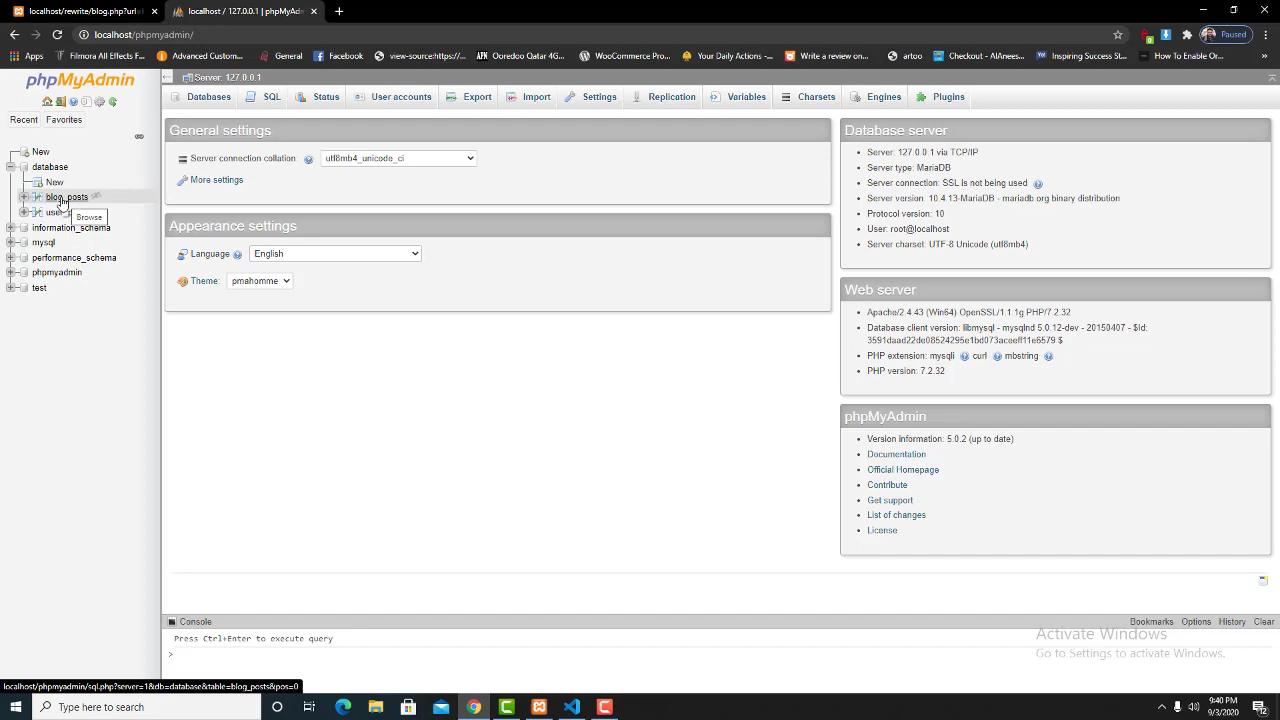 localhost/rewrite/blog.php?url=
localhost / 127.0.0.1 | phpMyAd
localhost/phpmyadmin/
Paused
Apps
Filmora All Effects F...
Cpanel
Advance Custom...
General
Facebook
view-source:https://...
Ooredoo Qatar 4G...
WooCommerce Pro...
Your Daily Actions -...
Write a review on...
artoo
Checkout - AlAnees...
Inspiring Success St...
How To Enable Or...
phpMyAdmin
Recent Favorites
New
database
New
blog_posts
Browse
information_schema
mysql
performance_schema
phpmyadmin
test
Server: 127.0.0.1
Databases SQL Status User accounts Export Import Settings Replication Variables Charsets Engines Plugins
General settings
Server connection collation utf8mb4_unicode_ci
More settings
Appearance settings
Language English
Theme: pmahomme
Database server
Server: 127.0.0.1 via TCP/IP
Server type: MariaDB
Server connection: SSL is not being used
Server version: 10.4.13-MariaDB - mariadb.org binary distribution
Protocol version: 10
User: root@localhost
Server charset: UTF-8 Unicode (utf8mb4)
Web server
Apache/2.4.43 (Win64) OpenSSL/1.1.1g PHP/7.2.32
Database client version: libmysql - mysqlnd 5.0.12-dev - 20150407 - $Id:
3591daad22de08524295e1bd073aceeff11e6579 $
PHP extension: mysqli curl mbstring
PHP version: 7.2.32
phpMyAdmin
Version information: 5.0.2 (up to date)
Documentation
Official Homepage
Contribute
Get support
List of changes
License
Console
Bookmarks Options History Clear
Press Ctrl+Enter to execute query
>
Activate Windows
Go to Settings to activate Windows.
localhost/phpmyadmin/sql.php?server=1&db=database&table=blog_posts&pos=0
Type here to search
9:40 PM
9/3/2020
12